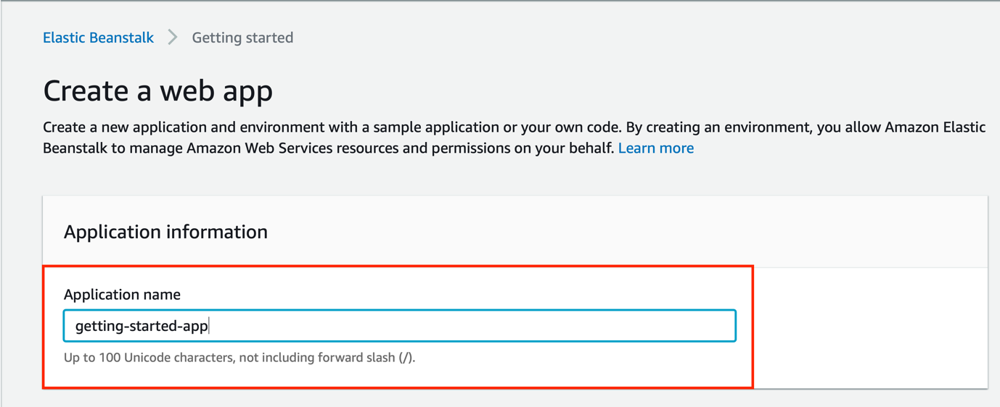 Elastic Beanstalk > Getting started
Create a web app
Create a new application and environment with a sample application or your own code. By creating an environment, you allow Amazon Elastic
Beanstalk to manage Amazon Web Services resources and permissions on your behalf. Learn more
Application information
Application name
getting-started-app
Up to 100 Unicode characters, not including forward slash (/).